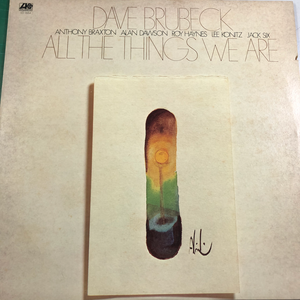 DAVE BRUBECK
ANTHONY BRAXTON ALAN DAWSON ROY HAYNES LEE KONITZ JACK SIX
ALL THE THINGS WE ARE